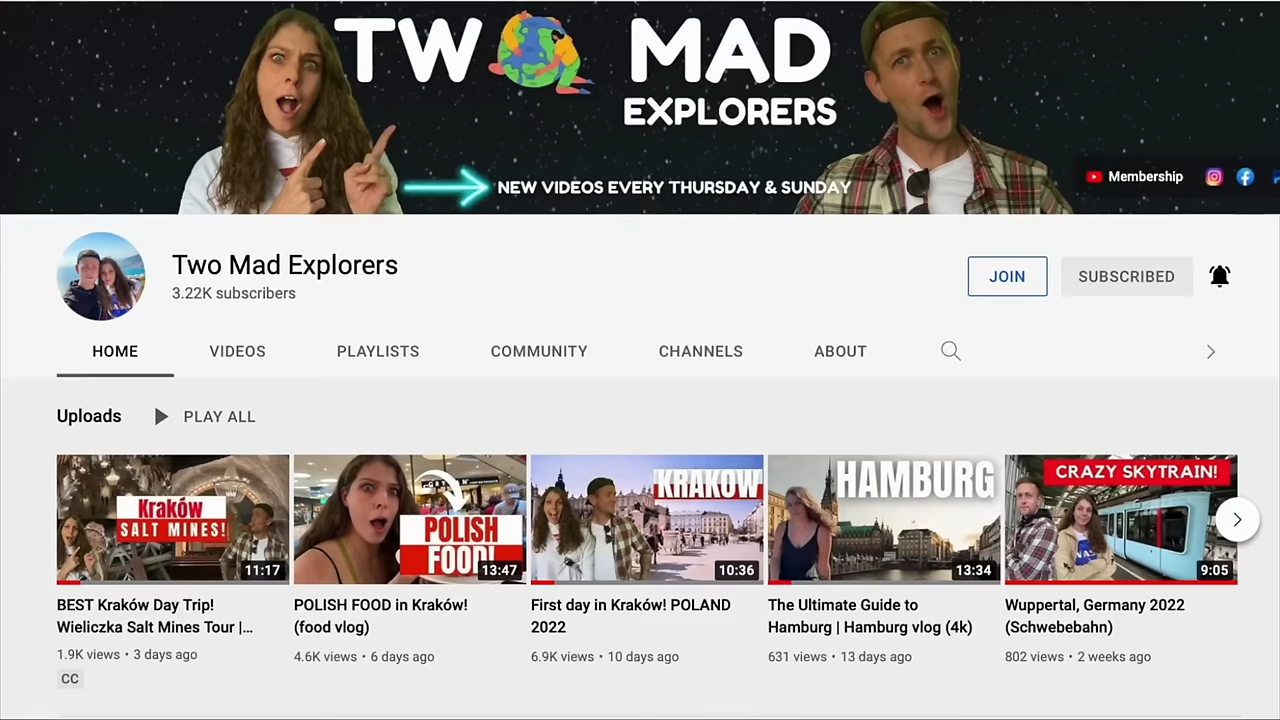 TW MAD
EXPLORERS
NEW VIDEOS EVERY THURSDAY & SUNDAY
Membership
Two Mad Explorers
3.22K subscribers
JOIN
SUBSCRIBED
HOME
VIDEOS
PLAYLISTS
COMMUNITY
CHANNELS
ABOUT
Uploads
PLAY ALL
Kraków
SALT MINES!
11:17
POLISH
FOOD!
13:47
KRAKOW
10:36
HAMBURG
13:34
CRAZY SKYTRAIN!
9:05
BEST Kraków Day Trip!
Wieliczka Salt Mines Tour |...
1.9K views • 3 days ago
CC
POLISH FOOD in Kraków!
(food vlog)
4.6K views • 6 days ago
First day in Kraków! POLAND
2022
6.9K views • 10 days ago
The Ultimate Guide to
Hamburg | Hamburg vlog (4k)
631 views • 13 days ago
Wuppertal, Germany 2022
(Schwebebahn)
802 views • 2 weeks ago